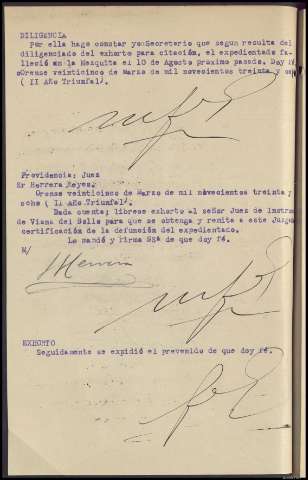 DILIGENCIA
Por ella hago constar yo Secretario que segun resulta del
diligenciado del exhorto para citación, el expedientado fa-
lleció en la Mezquita el 10 de Agosto próximo pasado. Doy fé
Orense veinticinco de Marzo de mil novecientos treinta y
( II Año Triunfal).
Providencia: Juez
Sr Herrera Reyes.
Orense veinticinco de Marzo de mil novecientos treinta y
ocho ( II Año.Triunfal).
Dada cuenta; librese exhorto al señor Juez de Instruc
de Viana del Bollo para que se obtenga y remita a este Juzga
certificación de la defunción del expedientado.
Lo mandó y firma SSª de que doy fé.
M/
Herrera
EXHORTO
Seguidamente se expidió el prevenido de que doy fé.